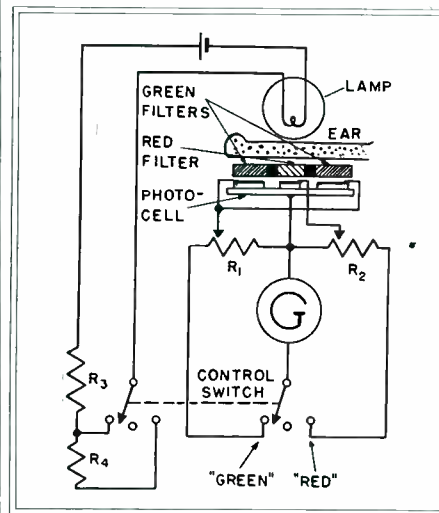 LAMP
GREEN
FILTERS
EAR
RED
FILTER
PHOTO-
CELL
R1
R2
G
R3
CONTROL
SWITCH
R4
"GREEN"
"RED"